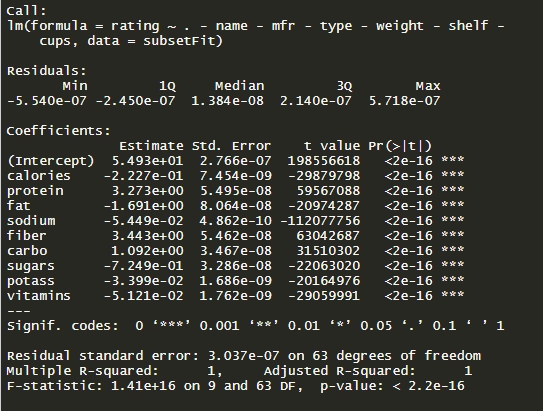 Call:
lm(formula = rating ~ . - name - mfr - type - weight - shelf -
    cups, data = subsetFit)
Residuals:
       Min         1Q     Median         3Q        Max
-5.540e-07 -2.450e-07  1.384e-08  2.140e-07  5.718e-07
Coefficients:
              Estimate Std. Error    t value Pr(>|t|)
(Intercept)  5.493e+01  2.766e-07  198556618   <2e-16 ***
calories    -2.227e-01  7.454e-09  -29879798   <2e-16 ***
protein      3.273e+00  5.495e-08   59567088   <2e-16 ***
fat         -1.691e+00  8.064e-08  -20974287   <2e-16 ***
sodium      -5.449e-02  4.862e-10 -112077756   <2e-16 ***
fiber        3.443e+00  5.462e-08   63042687   <2e-16 ***
carbo        1.092e+00  3.467e-08   31510302   <2e-16 ***
sugars      -7.249e-01  3.286e-08  -22063020   <2e-16 ***
potass      -3.399e-02  1.686e-09  -20164976   <2e-16 ***
vitamins    -5.121e-02  1.762e-09  -29059991   <2e-16 ***
---
Signif. codes:  0 ‘***’ 0.001 ‘**’ 0.01 ‘*’ 0.05 ‘.’ 0.1 ‘ ’ 1
Residual standard error: 3.037e-07 on 63 degrees of freedom
Multiple R-squared:      1,     Adjusted R-squared:      1
F-statistic: 1.41e+16 on 9 and 63 DF,  p-value: < 2.2e-16